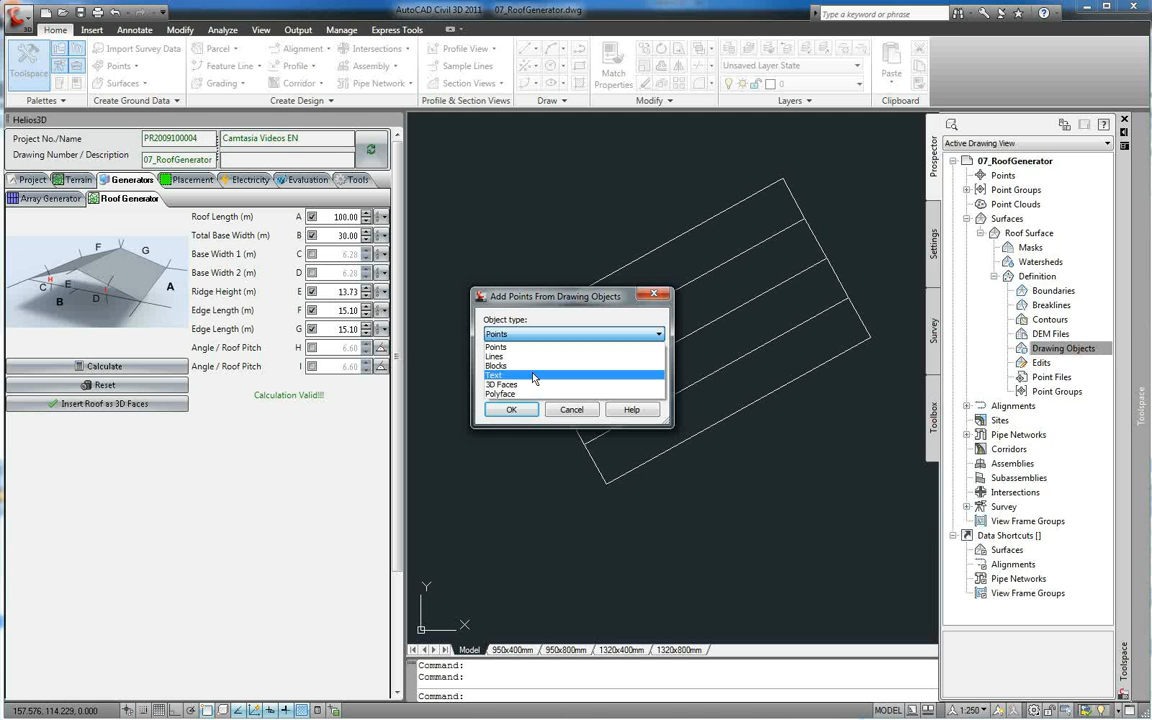 AutoCAD Civil 3D 2011 07_RoofGenerator.dwg
Type a keyword or phrase
3D
Home Insert Annotate Modify Analyze View Output Manage Express Tools
Toolspace
Import Survey Data
Points
Surfaces
Parcel
Feature Line
Grading
Alignment
Profile
Corridor
Intersections
Assembly
Pipe Network
Profile View
Sample Lines
Section Views
Match
Properties
Unsaved Layer State
0
Paste
Palettes Create Ground Data Create Design Profile & Section Views Draw Modify Layers Clipboard
Helios3D
Project No./Name PR2009100004 Camtasia Videos EN
Drawing Number / Description 07_RoofGenerator
Project Terrain Generators Placement Electricity Evaluation Tools
Array Generator Roof Generator
Roof Length (m) A 100.00
Total Base Width (m) B 30.00
Base Width 1 (m) C 6.28
Base Width 2 (m) D 6.28
Ridge Height (m) E 13.73
Edge Length (m) F 15.10
Edge Length (m) G 15.10
Angle / Roof Pitch H 6.60
Angle / Roof Pitch I 6.60
F G H C E I A B D
Calculate
Reset
Insert Roof as 3D Faces
Calculation Valid!!!
Add Points From Drawing Objects
Object type:
Points
Points
Lines
Blocks
Text
3D Faces
Polyface
OK Cancel Help
Y
X
Model 950x400mm 950x800mm 1320x400mm 1320x800mm
Command:
Command:
Command:
Prospector
Settings
Survey
Toolbox
Active Drawing View
07_RoofGenerator
Points
Point Groups
Point Clouds
Surfaces
Roof Surface
Masks
Watersheds
Definition
Boundaries
Breaklines
Contours
DEM Files
Drawing Objects
Edits
Point Files
Point Groups
Alignments
Sites
Pipe Networks
Corridors
Assemblies
Subassemblies
Intersections
Survey
View Frame Groups
Data Shortcuts []
Surfaces
Alignments
Pipe Networks
View Frame Groups
Toolspace
157.576, 114.229, 0.000
MODEL
1:250